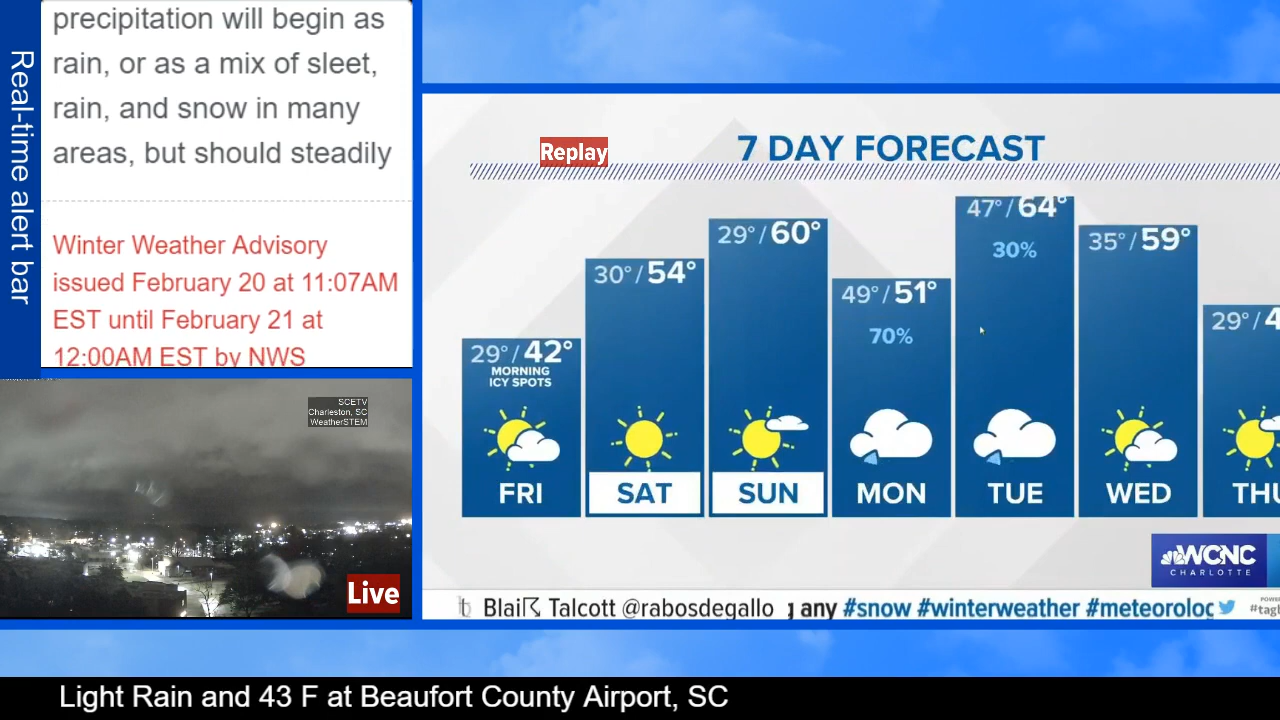 Real-time alert bar
precipitation will begin as
rain, or as a mix of sleet,
rain, and snow in many
areas, but should steadily
Winter Weather Advisory
issued February 20 at 11:07AM
EST until February 21 at
12:00AM EST by NWS
SCETV
Charleston, SC
WeatherSTEM
Live
Replay
7 DAY FORECAST
29°/42°
MORNING
ICY SPOTS
FRI
30°/54°
SAT
29°/60°
SUN
49°/51°
70%
MON
47°/64°
30%
TUE
35°/59°
WED
29°/4
THU
WCNC
CHARLOTTE
Talcott @rabosdegallo any #snow #winterweather #meteoroloc
POWE
#tagb
Light Rain and 43 F at Beaufort County Airport, SC